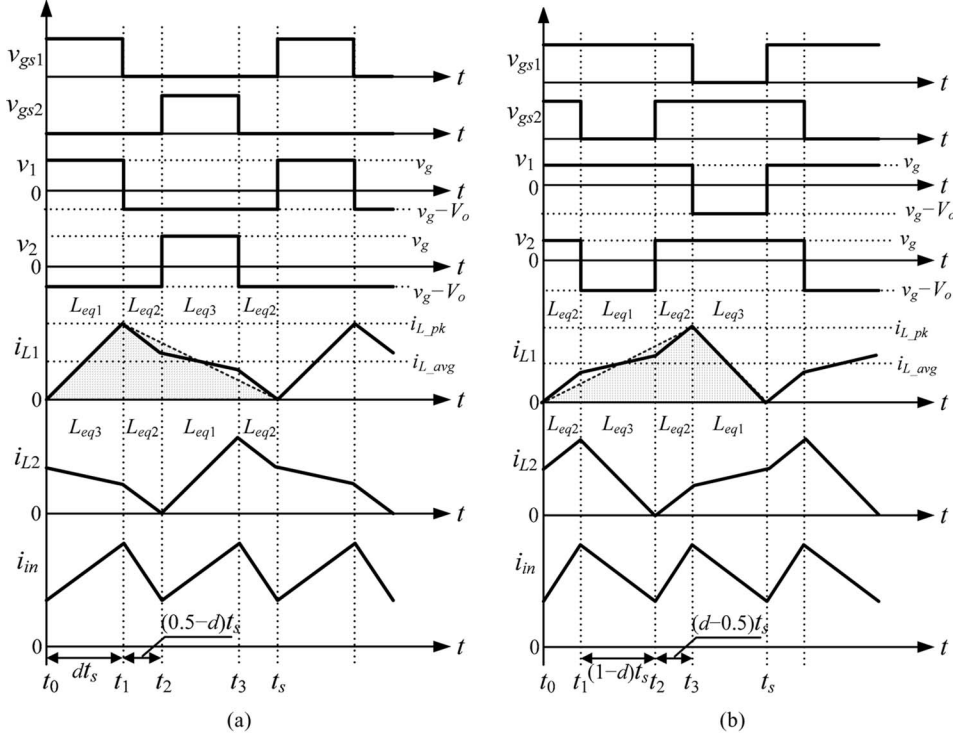 v_gs1
t
v_gs2
t
v_1
v_g
0
t
v_g−V_o
v_2
v_g
0
t
v_g−V_o
L_eq1 L_eq2 L_eq3 L_eq2
i_L_pk
i_L1
i_L_avg
0
t
L_eq3 L_eq2 L_eq1 L_eq2
i_L2
0
t
i_in
(0.5−d)t_s
0
t
dt_s
t_0 t_1 t_2 t_3 t_s
(a)
v_gs1
t
v_gs2
t
v_1
v_g
0
t
v_g−V_o
v_2
v_g
0
t
v_g−V_o
L_eq2 L_eq1 L_eq2 L_eq3
i_L_pk
i_L1
i_L_avg
0
t
L_eq2 L_eq3 L_eq2 L_eq1
i_L2
0
t
i_in
(d−0.5)t_s
0
t
(1−d)t_s
t_0 t_1 t_2 t_3 t_s
(b)